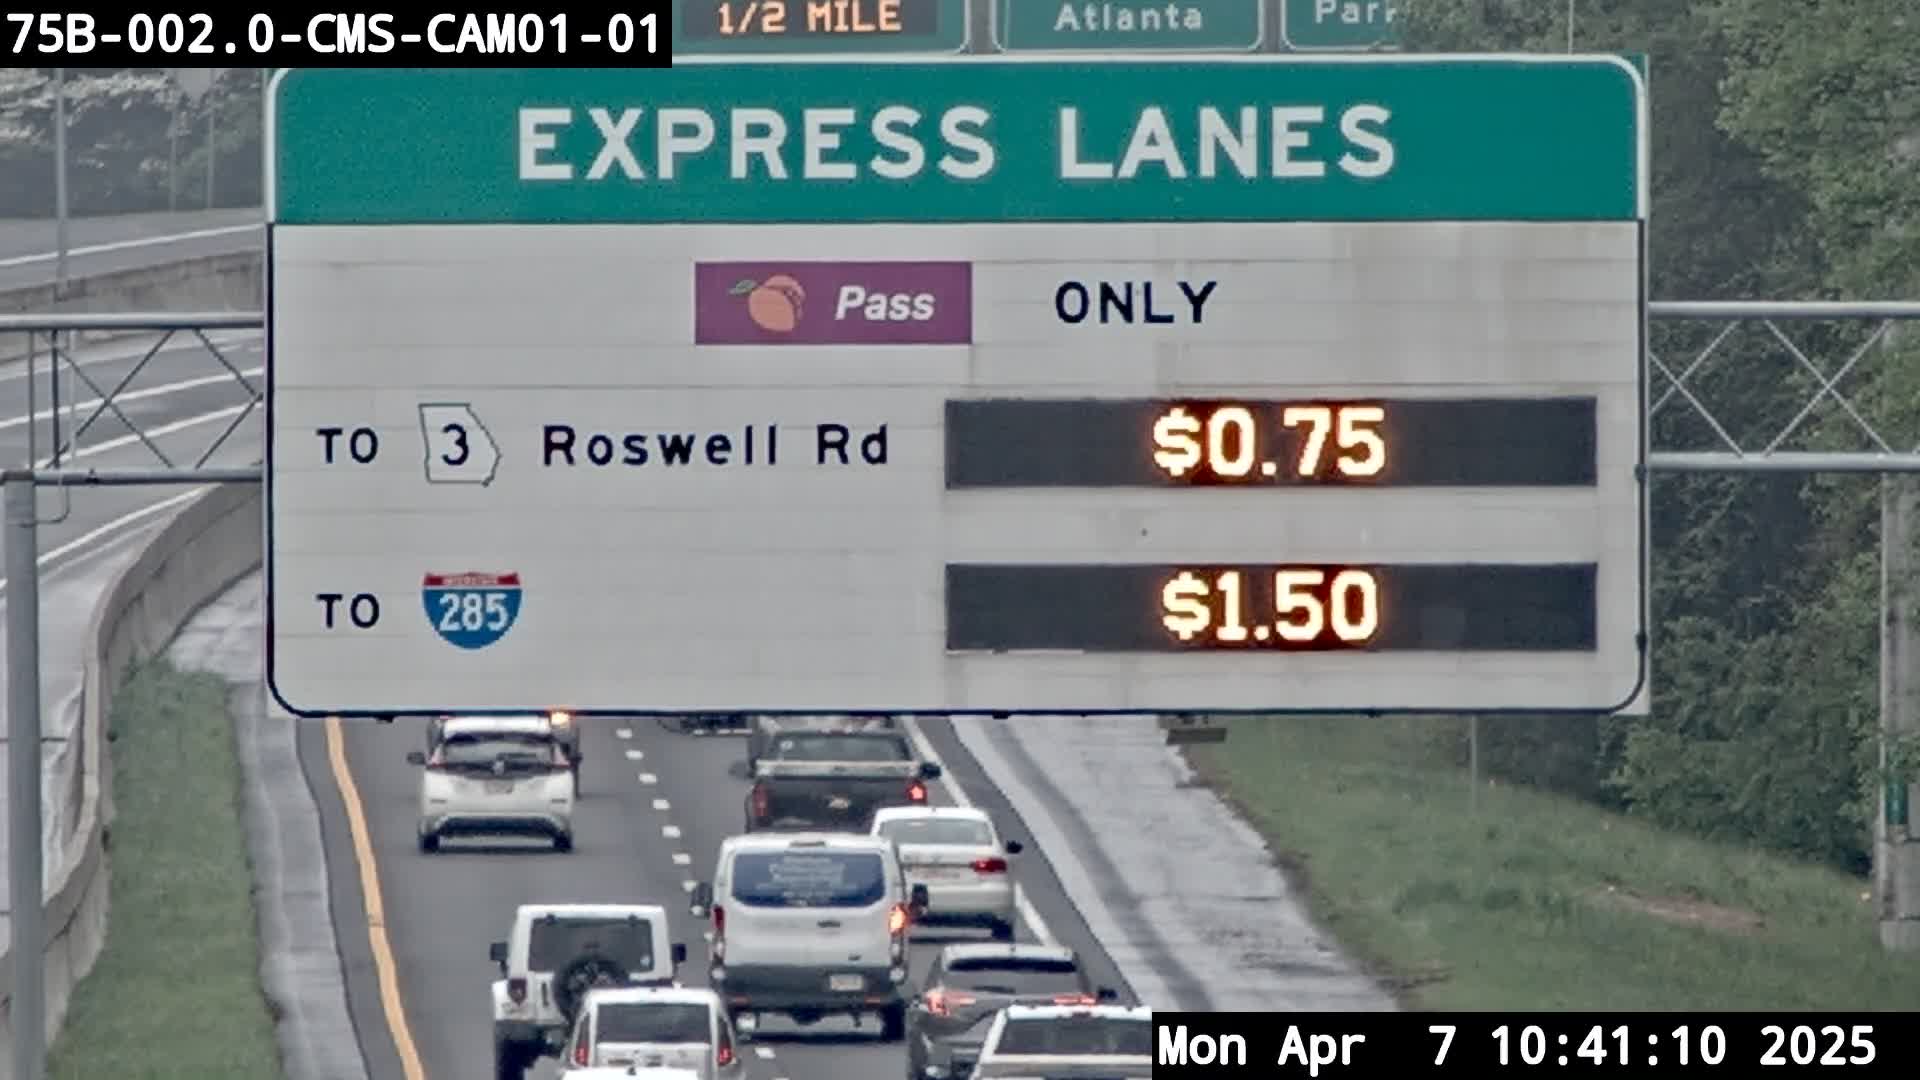 75B-002.0-CMS-CAM01-01
1/2 MILE
Atlanta
EXPRESS LANES
Pass ONLY
TO 3 Roswell Rd $0.75
TO 285 $1.50
Mon Apr 7 10:41:10 2025